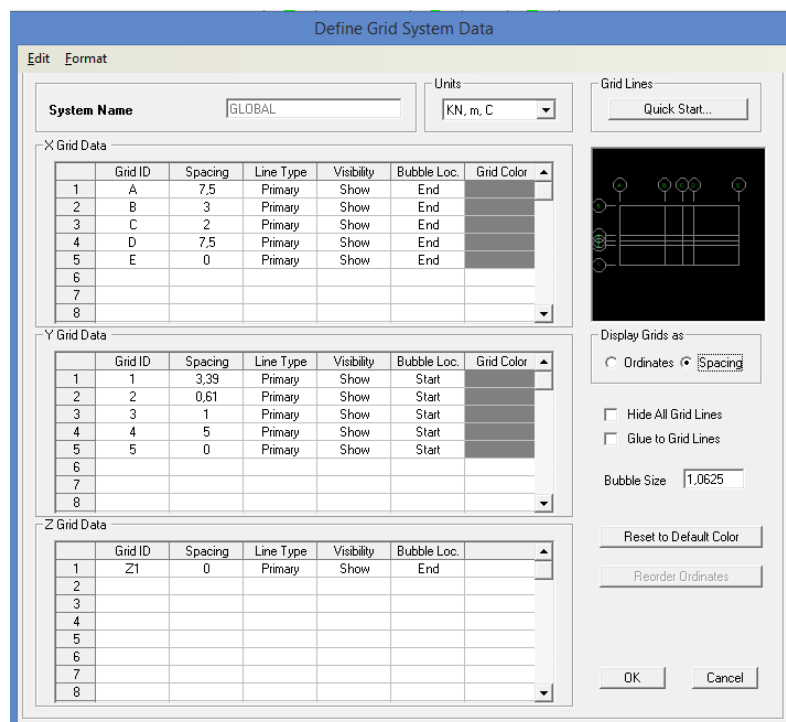 Define Grid System Data
Edit Format
System Name GLOBAL
Units
KN, m, C
Grid Lines
Quick Start...
X Grid Data
Grid ID Spacing Line Type Visibility Bubble Loc. Grid Color
1 A 7,5 Primary Show End
2 B 3 Primary Show End
3 C 2 Primary Show End
4 D 7,5 Primary Show End
5 E 0 Primary Show End
6
7
8
Y Grid Data
Grid ID Spacing Line Type Visibility Bubble Loc. Grid Color
1 1 3,39 Primary Show Start
2 2 0,61 Primary Show Start
3 3 1 Primary Show Start
4 4 5 Primary Show Start
5 5 0 Primary Show Start
6
7
8
Z Grid Data
Grid ID Spacing Line Type Visibility Bubble Loc.
1 Z1 0 Primary Show End
2
3
4
5
6
7
8
Display Grids as
Ordinates Spacing
Hide All Grid Lines
Glue to Grid Lines
Bubble Size 1,0625
Reset to Default Color
Reorder Ordinates
OK Cancel